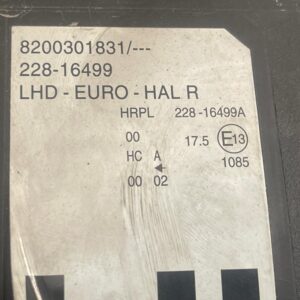 8200301831/---
228-16499
LHD - EURO - HAL R
HRPL 228 -16499A
00 17.5 E13
HC A 1085
00 02